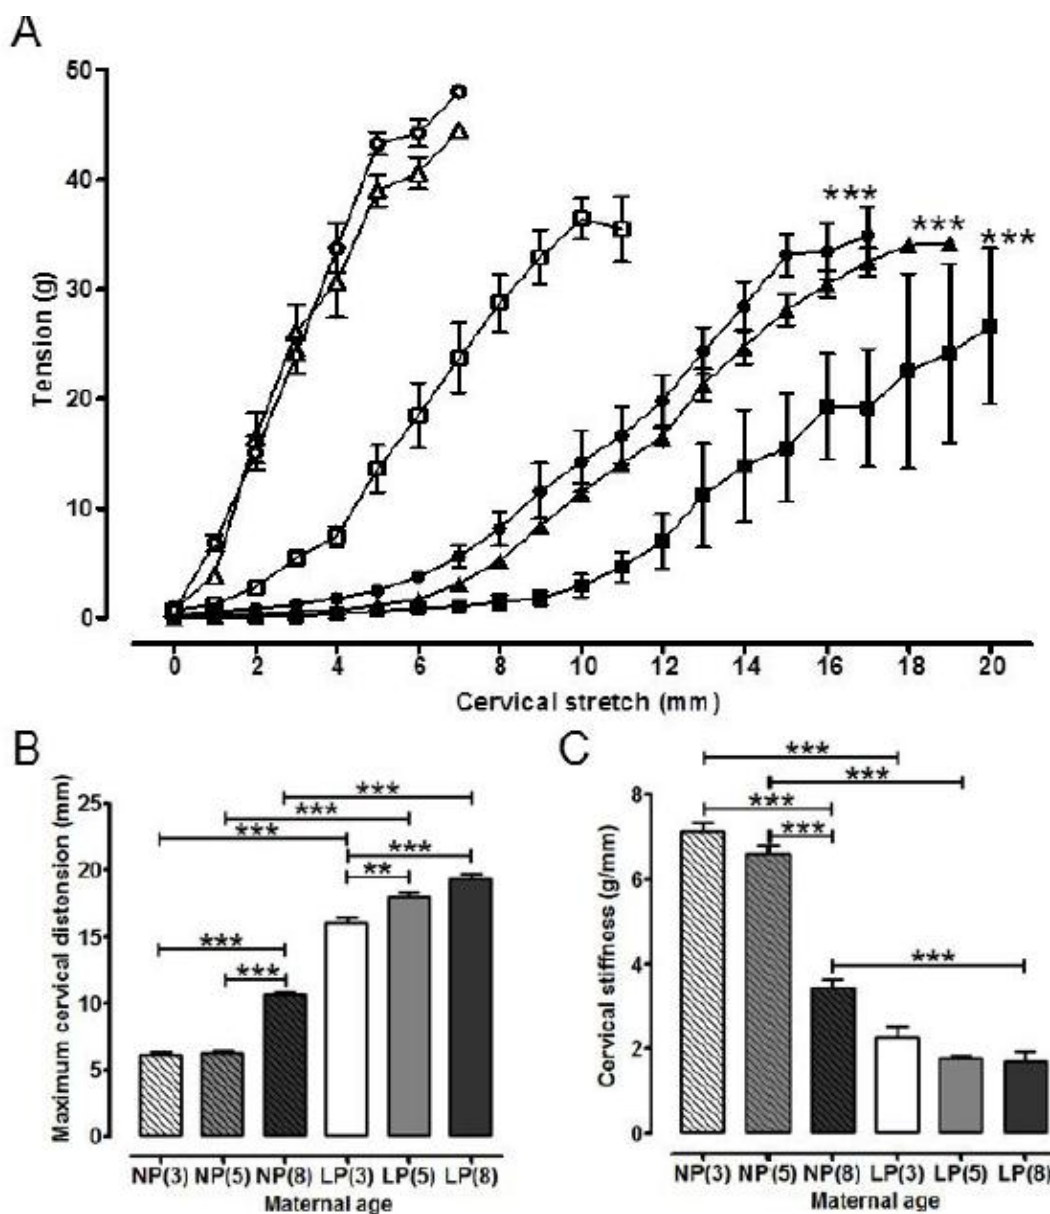 A
50
40
30
20
10
0
Tension (g)
***
***
***
0 2 4 6 8 10 12 14 16 18 20
Cervical stretch (mm)
B
Maximum cervical distension (mm)
25
20
15
10
5
0
***
***
***
***
**
***
***
NP(3) NP(5) NP(8) LP(3) LP(5) LP(8)
Maternal age
C
Cervical stiffness (g/mm)
8
6
4
2
0
***
***
***
***
***
NP(3) NP(5) NP(8) LP(3) LP(5) LP(8)
Maternal age